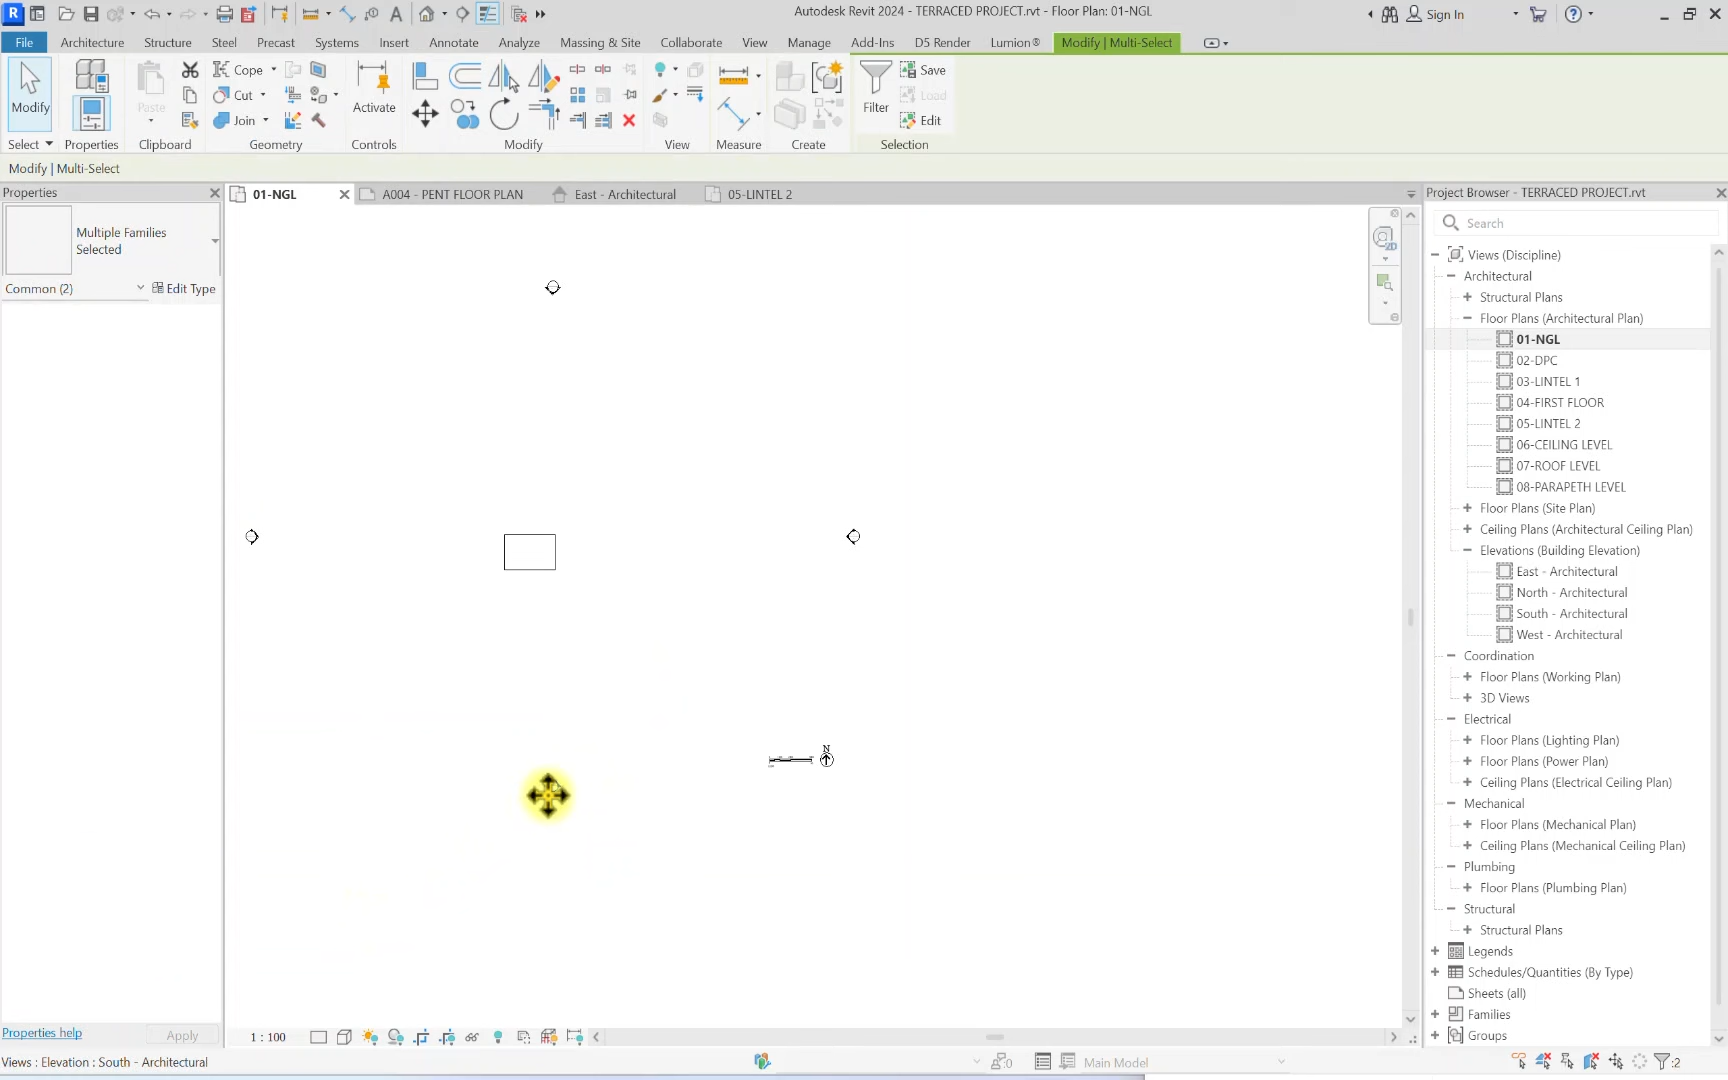 Autodesk Revit 2024 - TERRACED PROJECT.rvt - Floor Plan: 01-NGL
Sign In
File Architecture Structure Steel Precast Systems Insert Annotate Analyze Massing & Site Collaborate View Manage Add-Ins D5 Render Lumion® Modify | Multi-Select
Modify
Paste
Cope
Cut
Join
Activate
Filter
Save
Load
Edit
Select Properties Clipboard Geometry Controls Modify View Measure Create Selection
Modify | Multi-Select
Properties
Multiple Families
Selected
Common (2)
Edit Type
01-NGL
A004 - PENT FLOOR PLAN
East - Architectural
05-LINTEL 2
2D
N
Project Browser - TERRACED PROJECT.rvt
Search
Views (Discipline)
Architectural
Structural Plans
Floor Plans (Architectural Plan)
01-NGL
02-DPC
03-LINTEL 1
04-FIRST FLOOR
05-LINTEL 2
06-CEILING LEVEL
07-ROOF LEVEL
08-PARAPETH LEVEL
Floor Plans (Site Plan)
Ceiling Plans (Architectural Ceiling Plan)
Elevations (Building Elevation)
East - Architectural
North - Architectural
South - Architectural
West - Architectural
Coordination
Floor Plans (Working Plan)
3D Views
Electrical
Floor Plans (Lighting Plan)
Floor Plans (Power Plan)
Ceiling Plans (Electrical Ceiling Plan)
Mechanical
Floor Plans (Mechanical Plan)
Ceiling Plans (Mechanical Ceiling Plan)
Plumbing
Floor Plans (Plumbing Plan)
Structural
Structural Plans
Legends
Schedules/Quantities (By Type)
Sheets (all)
Families
Groups
Properties help
Apply
1 : 100
Views : Elevation : South - Architectural
:0
Main Model
:2